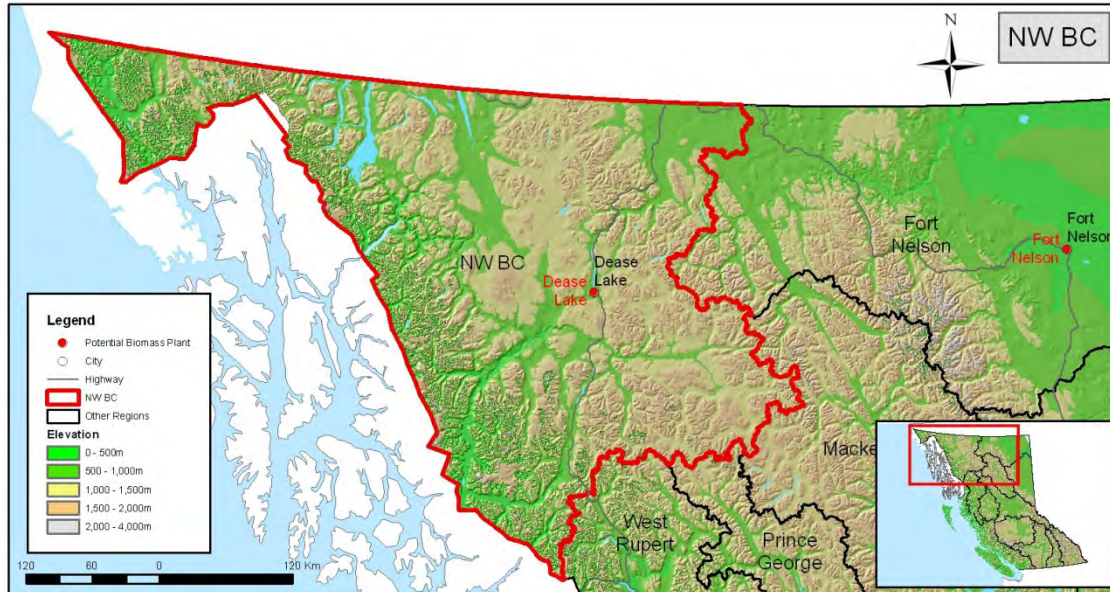 N
NW BC
Fort
Nelson
Fort
Nelson
Fort
Nelson
NW BC
Dease
Lake
Dease
Lake
Legend
Potential Biomass Plant
City
Highway
NW BC
Other Regions
Elevation
0 - 500m
500 - 1,000m
1,000 - 1,500m
1,500 - 2,000m
2,000 - 4,000m
Macke
West
Rupert
Prince
George
120 60 0 120 Km